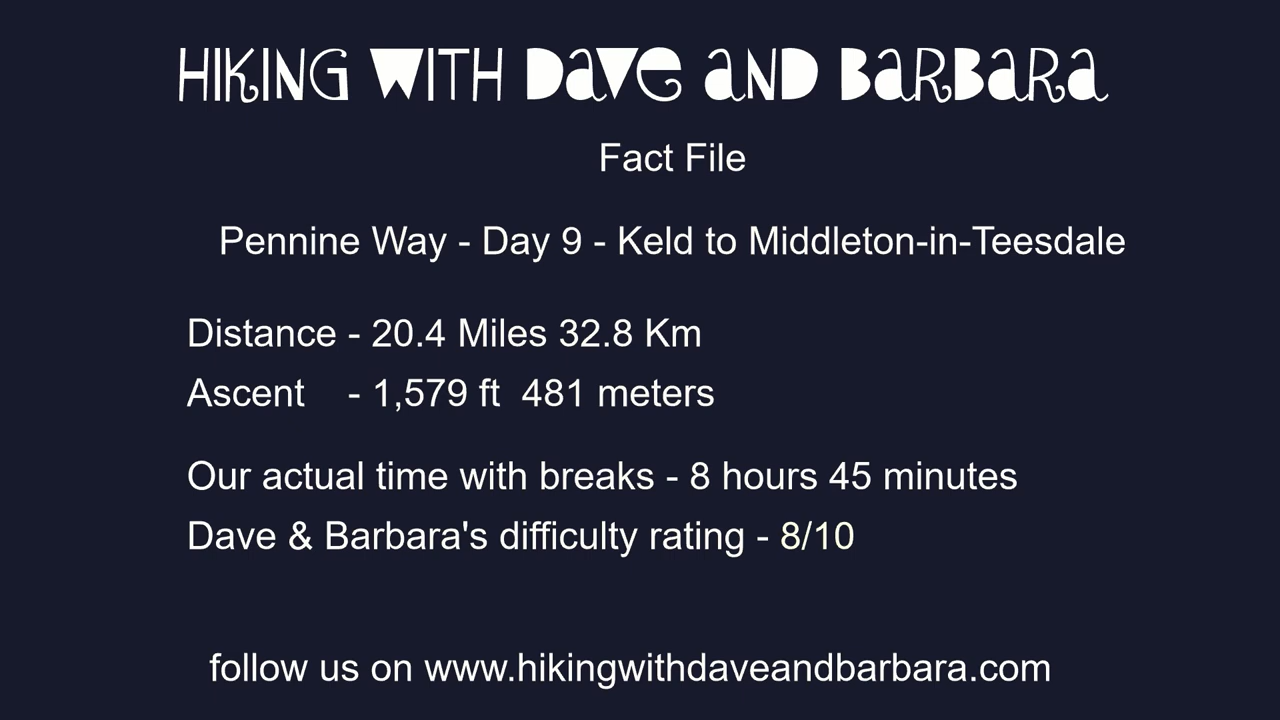 HIKING WITH DaVe aND BaRBaRa
Fact File
Pennine Way - Day 9 - Keld to Middleton-in-Teesdale
Distance - 20.4 Miles 32.8 Km
Ascent - 1,579 ft 481 meters
Our actual time with breaks - 8 hours 45 minutes
Dave & Barbara's difficulty rating - 8/10
follow us on www.hikingwithdaveandbarbara.com